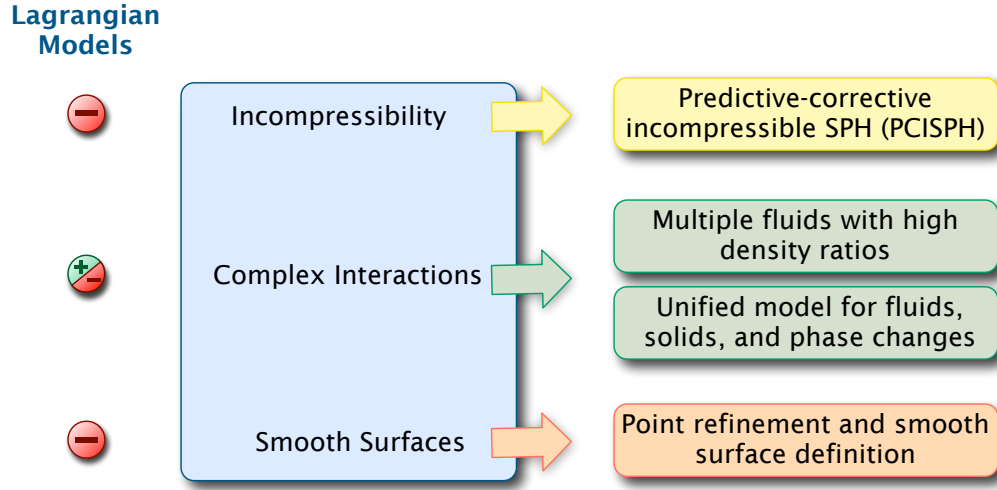 Lagrangian
Models
Incompressibility
Predictive-corrective
incompressible SPH (PCISPH)
Complex Interactions
Multiple fluids with high
density ratios
Unified model for fluids,
solids, and phase changes
Smooth Surfaces
Point refinement and smooth
surface definition